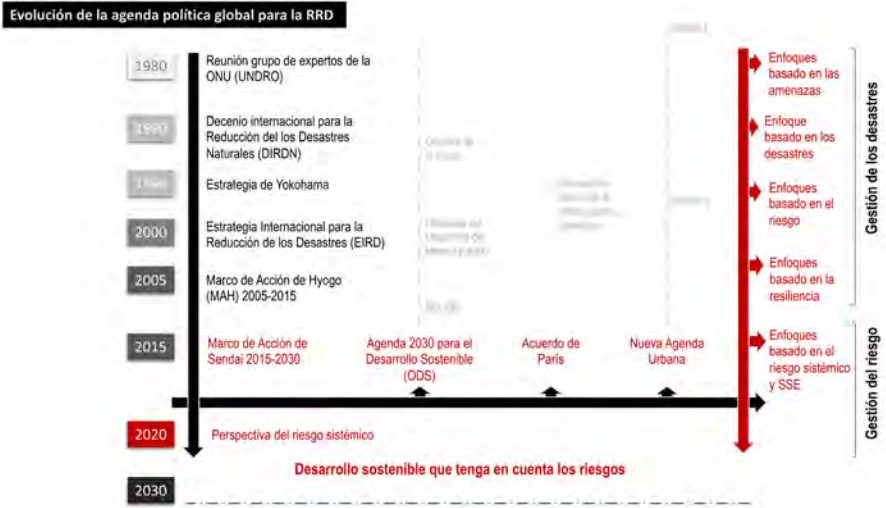 Evolución de la agenda política global para la RRD
1980
Reunión grupo de expertos de la
ONU (UNDRO)
Enfoques
basado en las
amenazas
Decenio internacional para la
Reducción del los Desastres
Naturales (DIRDN)
Enfoque
basado en los
desastres
Estrategia de Yokohama
Enfoques
basado en el
riesgo
2000
Estrategia Internacional para la
Reducción de los Desastres (EIRD)
2005
Marco de Acción de Hyogo
(MAH) 2005-2015
Enfoques
basado en la
resiliencia
Gestión de los desastres
2015
Marco de Acción de
Sendai 2015-2030
Agenda 2030 para el
Desarrollo Sostenible
(ODS)
Acuerdo de
París
Nueva Agenda
Urbana
Enfoques
basado en el
riesgo sistémico
y SSE
Gestión del riesgo
2020
Perspectiva del riesgo sistémico
Desarrollo sostenible que tenga en cuenta los riesgos
2030